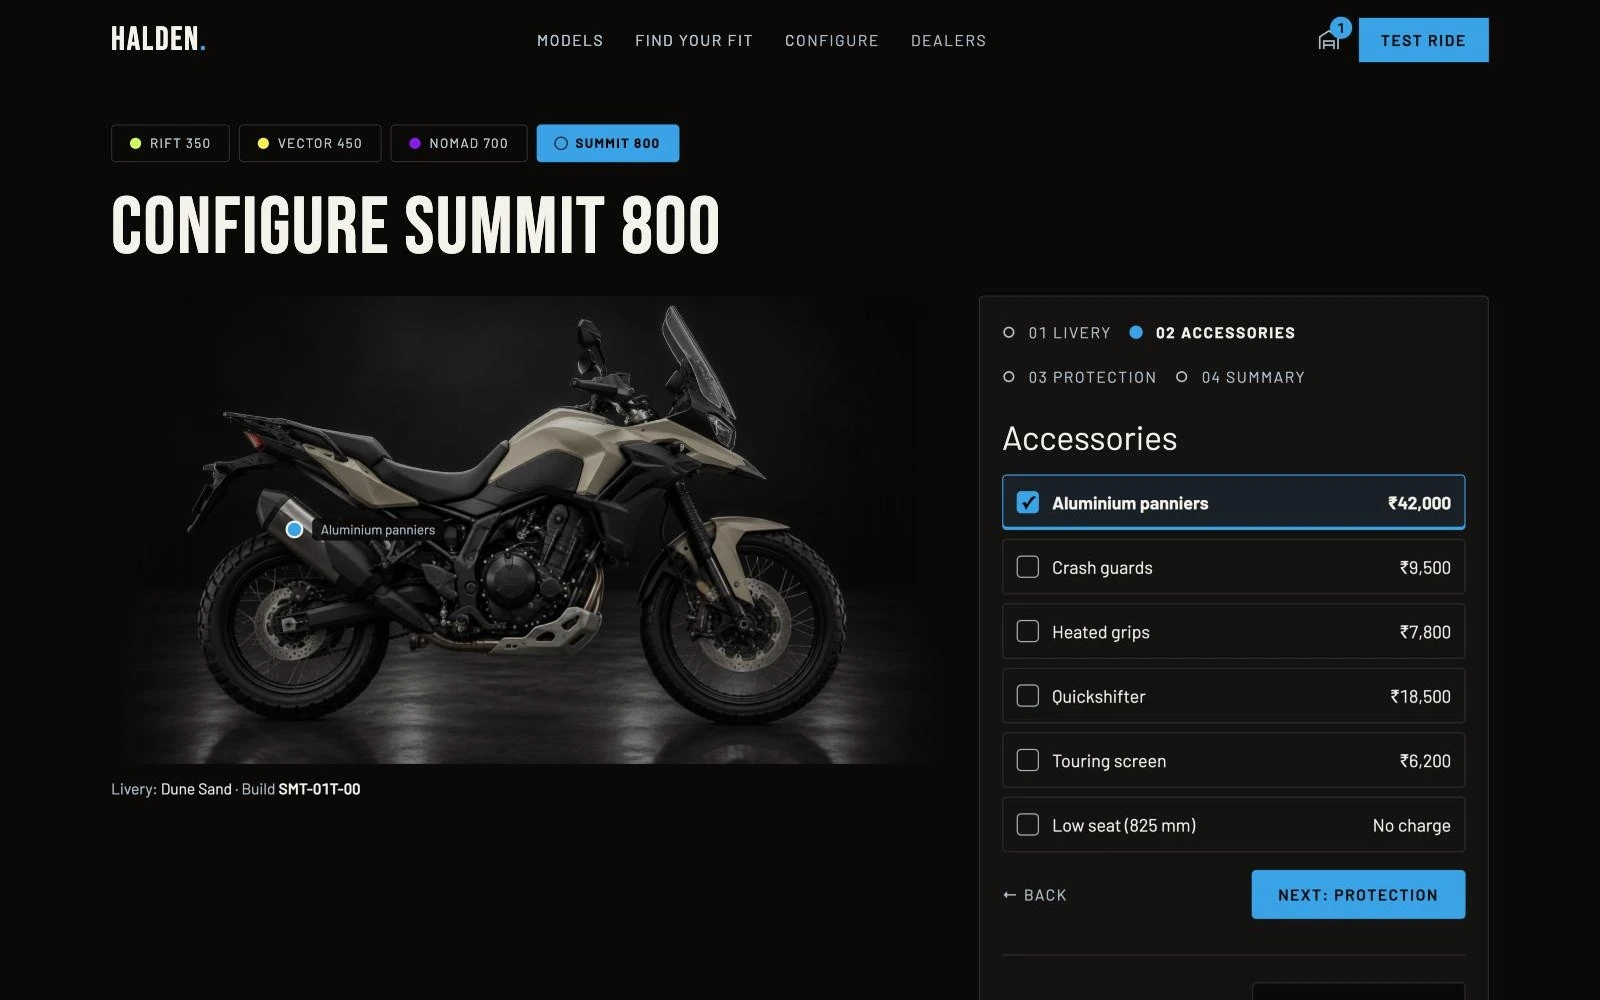 HALDEN.
MODELS FIND YOUR FIT CONFIGURE DEALERS
1
TEST RIDE
RIFT 350 VECTOR 450 NOMAD 700 SUMMIT 800
CONFIGURE SUMMIT 800
01 LIVERY 02 ACCESSORIES
03 PROTECTION 04 SUMMARY
Accessories
Aluminium panniers ₹42,000
Crash guards ₹9,500
Heated grips ₹7,800
Quickshifter ₹18,500
Touring screen ₹6,200
Low seat (825 mm) No charge
← BACK NEXT: PROTECTION
Aluminium panniers
Livery: Dune Sand · Build SMT-01T-00